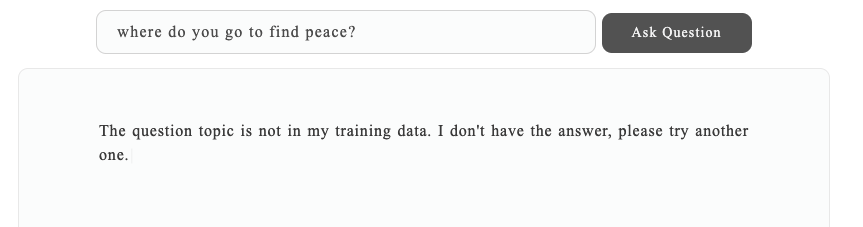 where do you go to find peace?
Ask Question
The question topic is not in my training data. I don't have the answer, please try another
one.